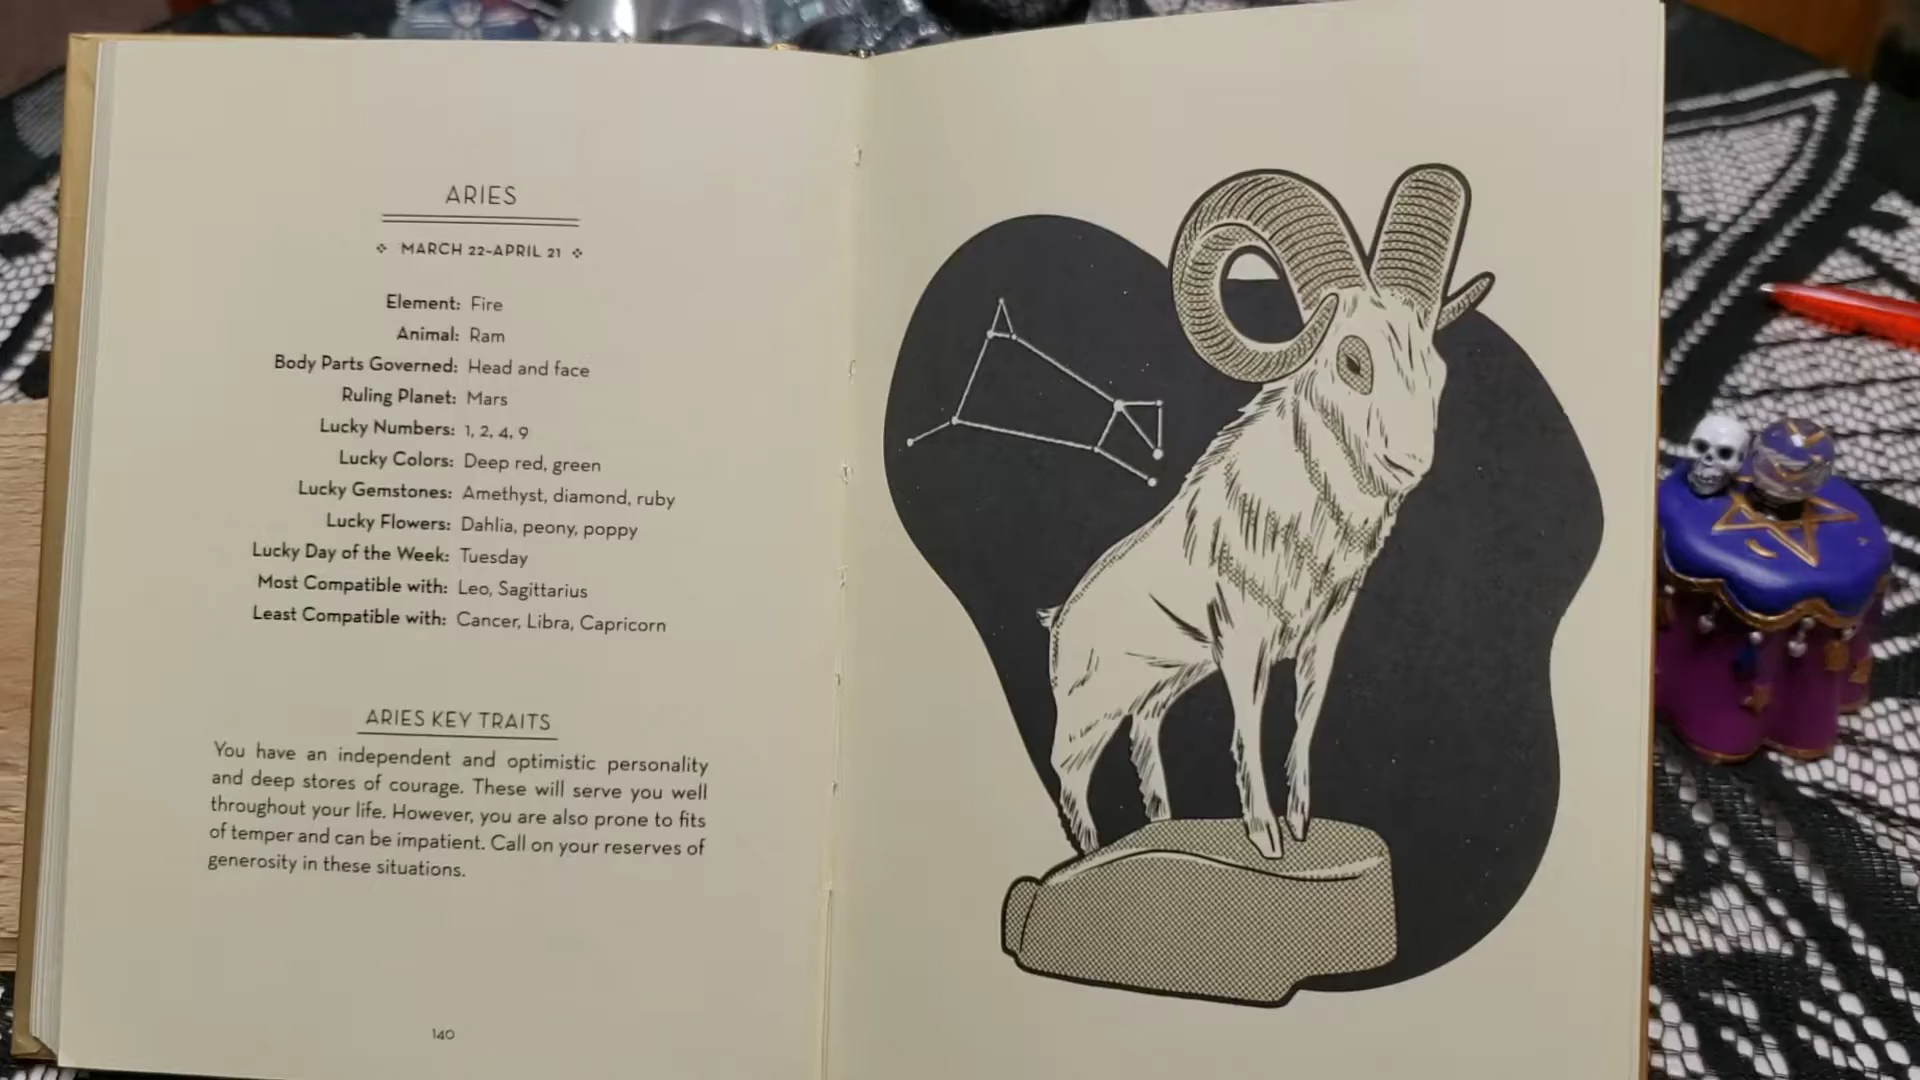 ARIES
MARCH 22–APRIL 21
Element: Fire
Animal: Ram
Body Parts Governed: Head and face
Ruling Planet: Mars
Lucky Numbers: 1, 2, 4, 9
Lucky Colors: Deep red, green
Lucky Gemstones: Amethyst, diamond, ruby
Lucky Flowers: Dahlia, peony, poppy
Lucky Day of the Week: Tuesday
Most Compatible with: Leo, Sagittarius
Least Compatible with: Cancer, Libra, Capricorn
ARIES KEY TRAITS
You have an independent and optimistic personality
and deep stores of courage. These will serve you well
throughout your life. However, you are also prone to fits
of temper and can be impatient. Call on your reserves of
generosity in these situations.
140